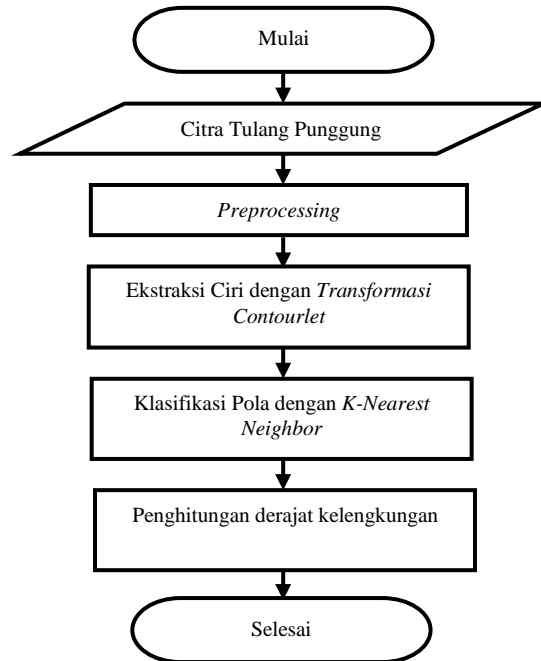 Mulai
Citra Tulang Punggung
Preprocessing
Ekstraksi Ciri dengan Transformasi
Contourlet
Klasifikasi Pola dengan K-Nearest
Neighbor
Penghitungan derajat kelengkungan
Selesai